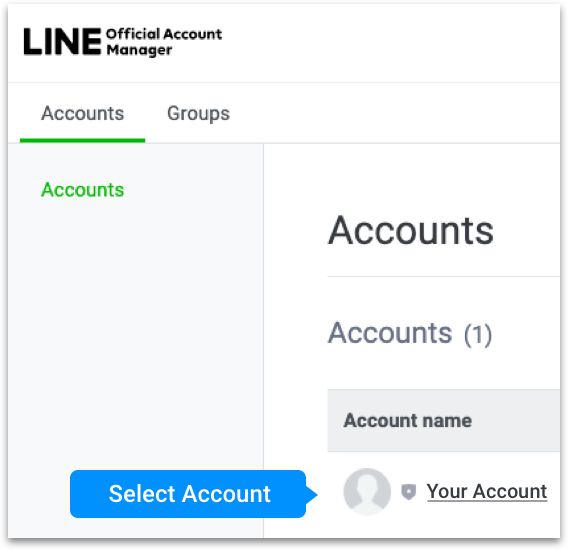 LINE Official Account
Manager
Accounts Groups
Accounts
Accounts
Accounts (1)
Account name
Select Account
Your Account